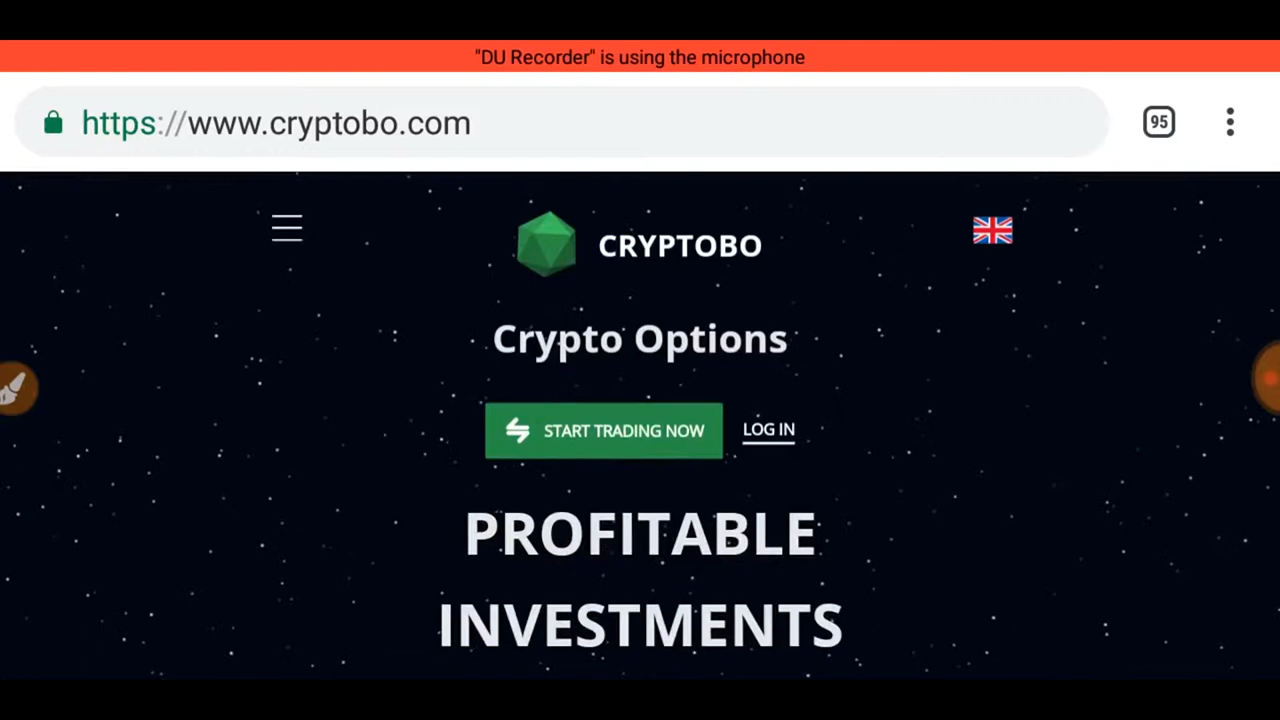 "DU Recorder" is using the microphone
https://www.cryptobo.com
95
CRYPTOBO
Crypto Options
START TRADING NOW
LOG IN
PROFITABLE
INVESTMENTS